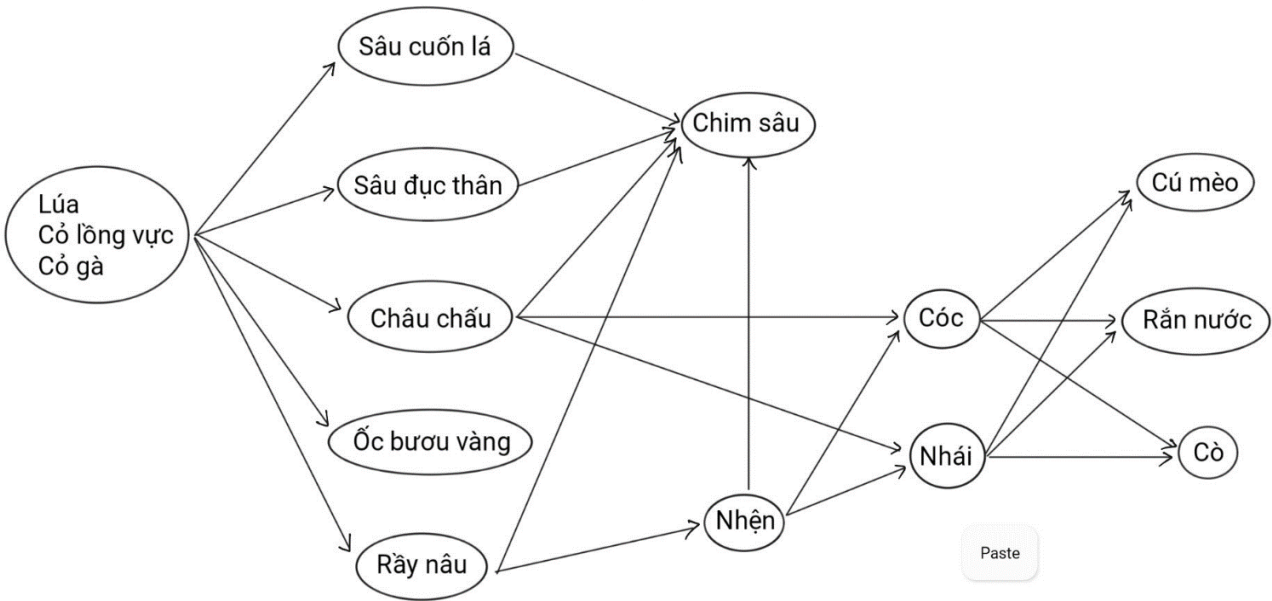 Lúa
Cỏ lồng vực
Cỏ gà
Sâu cuốn lá
Sâu đục thân
Châu chấu
Ốc bươu vàng
Rầy nâu
Chim sâu
Nhện
Cóc
Nhái
Cú mèo
Rắn nước
Cò
Paste